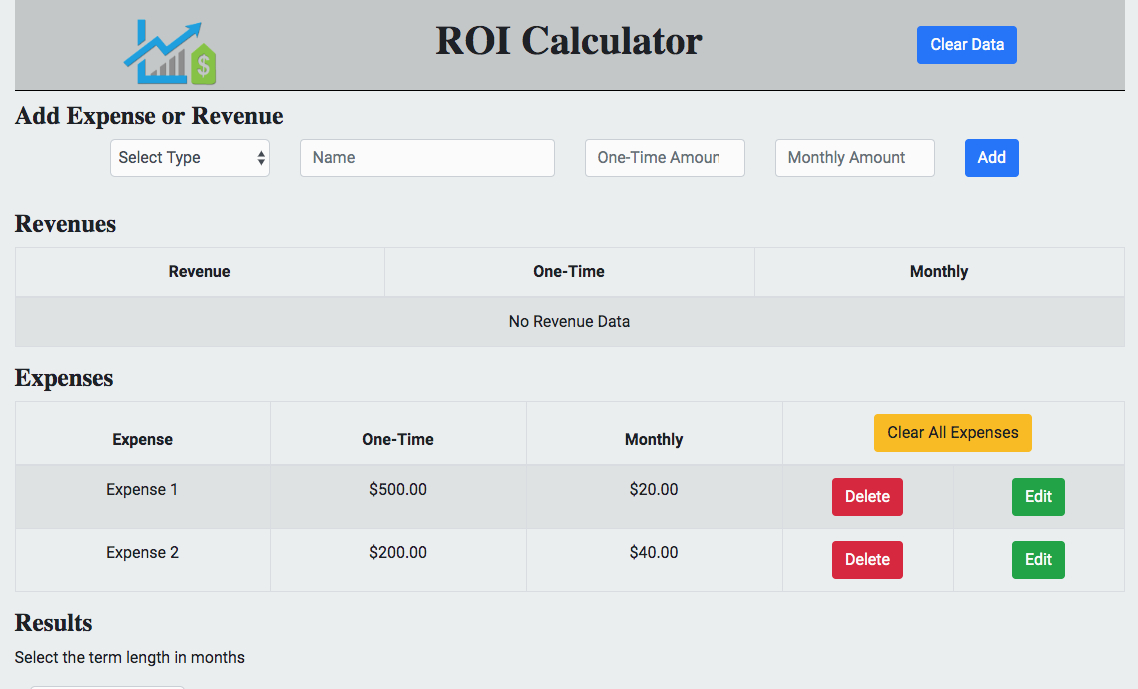 $
ROI Calculator
Clear Data
Add Expense or Revenue
Select Type Name One-Time Amoun Monthly Amount Add
Revenues
Revenue One-Time Monthly
No Revenue Data
Expenses
Expense One-Time Monthly Clear All Expenses
Expense 1 $500.00 $20.00 Delete Edit
Expense 2 $200.00 $40.00 Delete Edit
Results
Select the term length in months